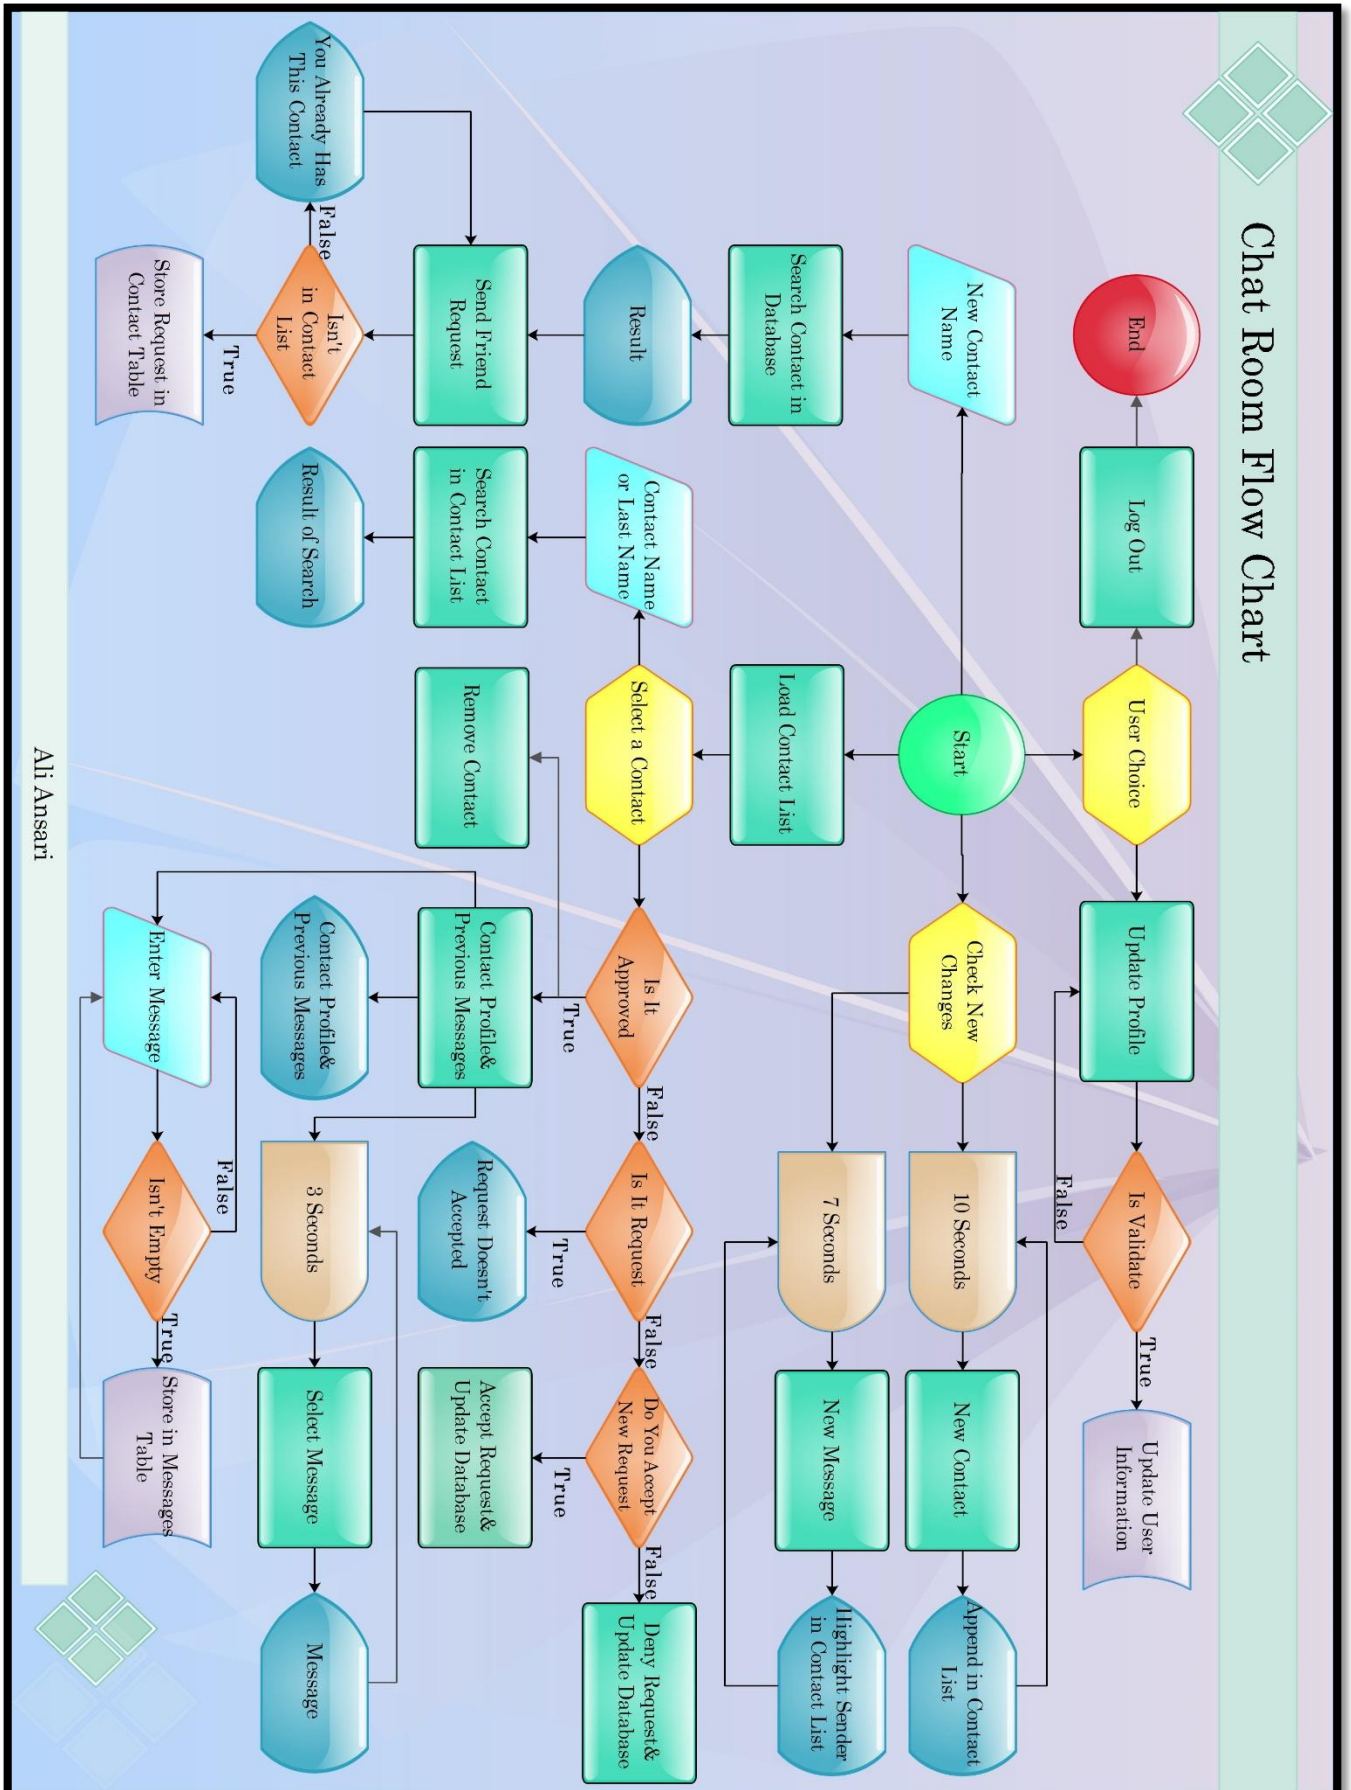 Chat Room Flow Chart
End
Log Out
User Choice
Update Profile
Is Validate
True
Update User
Information
False
New Contact
Name
Start
Check New
Changes
10 Seconds
New Contact
Append in Contact
List
Search Contact in
Database
Load Contact List
7 Seconds
New Message
Highlight Sender
in Contact List
Result
Contact Name
or Last Name
Select a Contact
Is It
Approved
False
Is It Request
False
Do You Accept
New Request
False
Deny Request&
Update Database
True
True
True
Send Friend
Request
Search Contact
in Contact List
Remove Contact
Contact Profile&
Previous Messages
Request Doesn't
Accepted
Accept Request&
Update Database
You Already Has
This Contact
False
Isn't
in Contact
List
Result of Search
Contact Profile&
Previous Messages
3 Seconds
Select Message
Message
True
False
Store Request in
Contact Table
Enter Message
Isn't Empty
True
Store in Messages
Table
Ali Ansari